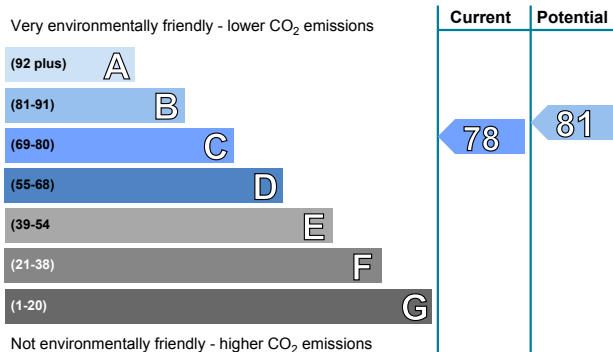 Very environmentally friendly - lower CO2 emissions
Current
Potential
(92 plus) A
(81-91) B
(69-80) C
(55-68) D
(39-54 E
(21-38) F
(1-20) G
78
81
Not environmentally friendly - higher CO2 emissions